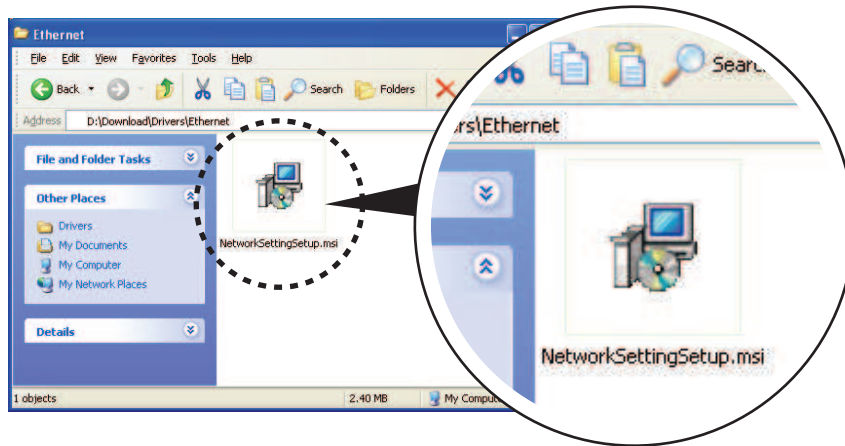 Ethernet
File Edit View Favorites Tools Help
Back Search Folders
Address D:\Download\Drivers\Ethernet
File and Folder Tasks
Other Places
Drivers
My Documents
My Computer
My Network Places
Details
NetworkSettingSetup.msi
1 objects 2.40 MB My Comput
Sear
rs\Ethernet
NetworkSettingSetup.msi